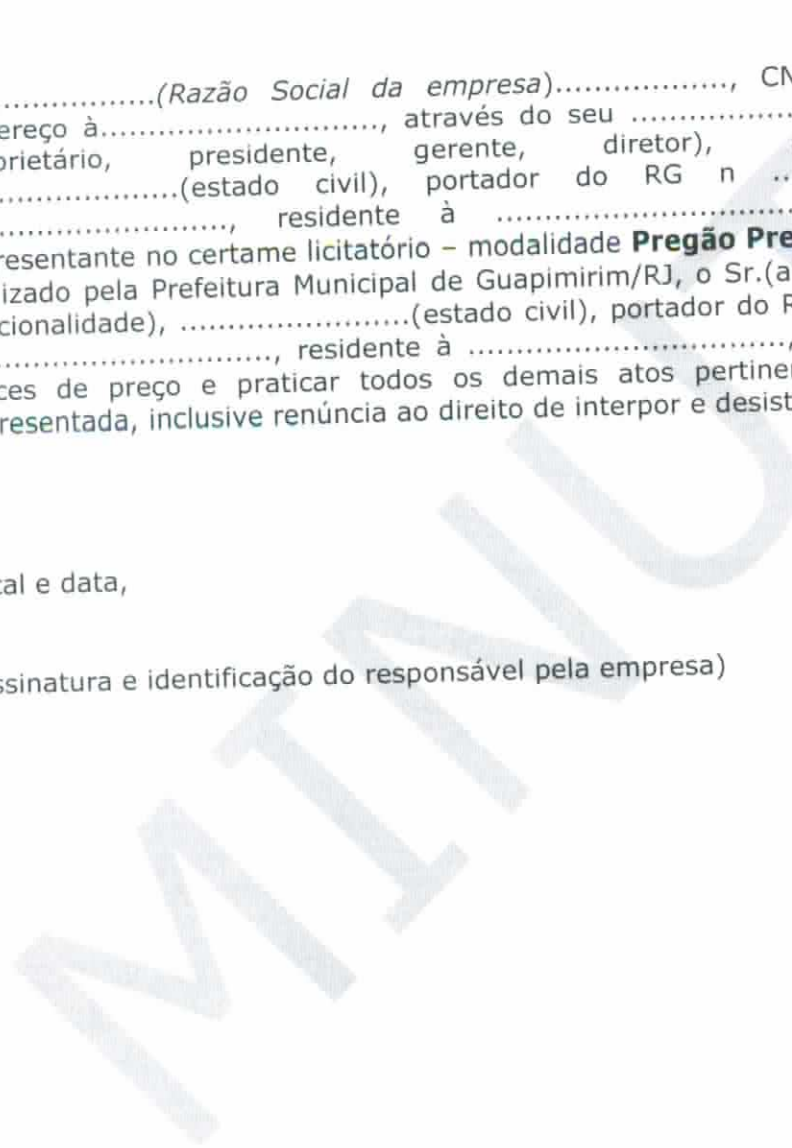 ..................(Razão Social da empresa)..................., CN
ereço à............................., através do seu .................
prietário, presidente, gerente, diretor),
...................(estado civil), portador do RG n ..
........................, residente à ...............................
resentante no certame licitatório – modalidade Pregão Pre
izado pela Prefeitura Municipal de Guapimirim/RJ, o Sr.(a
cionalidade), ........................(estado civil), portador do R
............................, residente à .................................,
ces de preço e praticar todos os demais atos pertine
resentada, inclusive renúncia ao direito de interpor e desist
cal e data,
ssinatura e identificação do responsável pela empresa)
MINUT